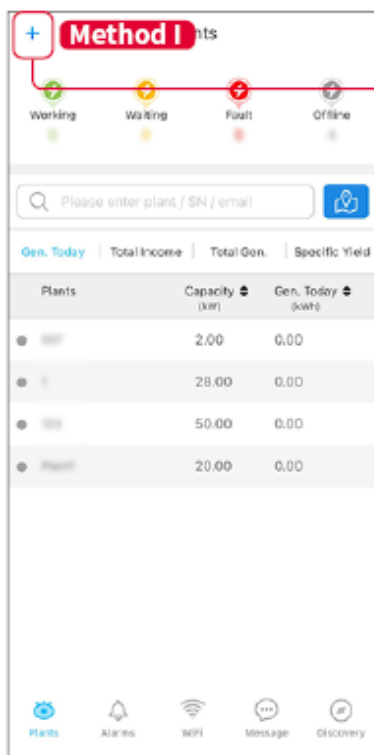 + Method I nts
Working Waiting Fault Offline
Please enter plant / SN / email
Gen. Today Total Income Total Gen. Specific Yield
Plants Capacity Gen. Today
(kW) (kWh)
2.00 0.00
28.00 0.00
50.00 0.00
20.00 0.00
Plants Alarms WiFi Message Discovery